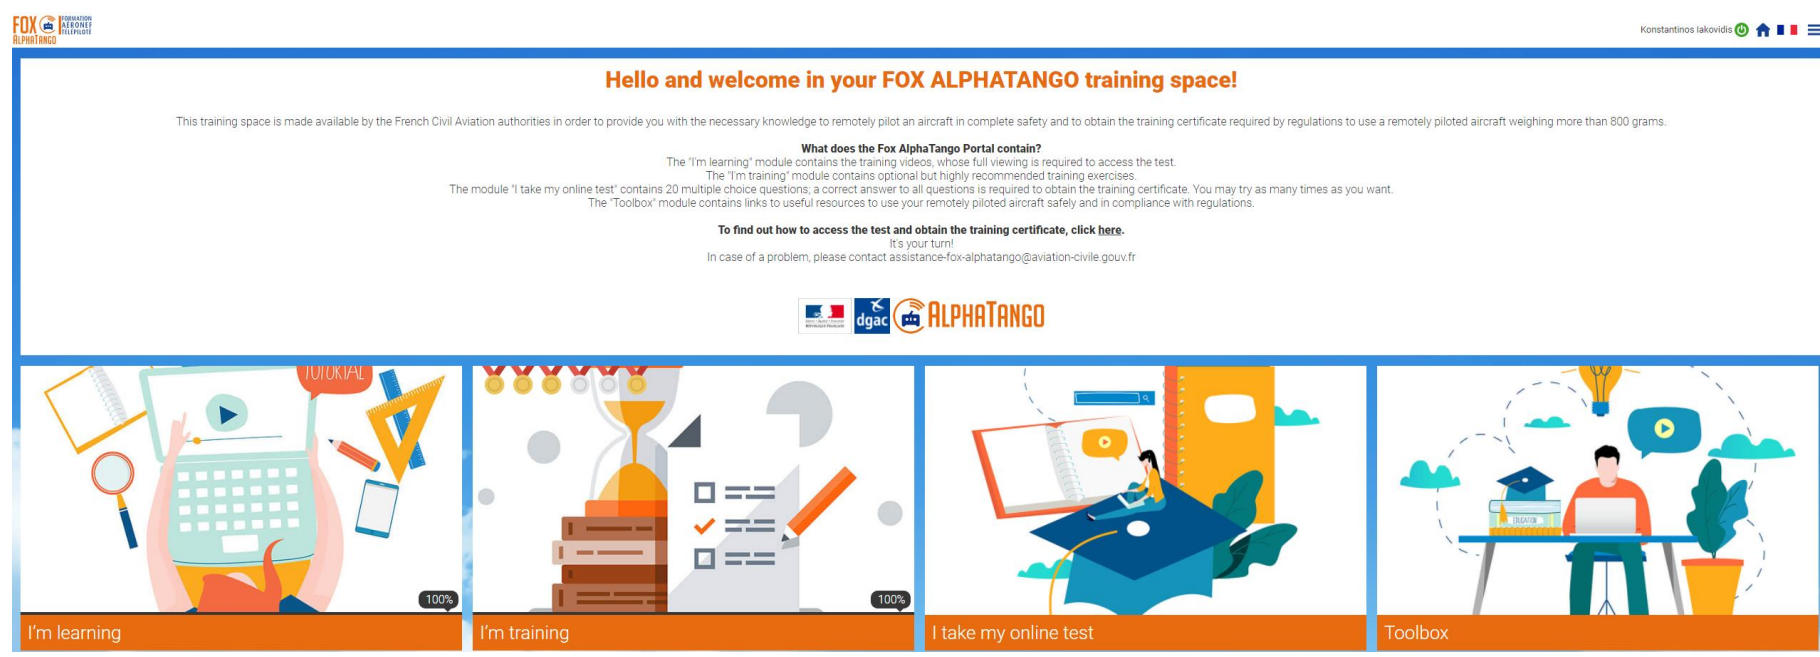 FOX
FORMATION
AÉRONEF
TÉLÉPILOTE
ALPHATANGO
Konstantinos Iakovidis
Hello and welcome in your FOX ALPHATANGO training space!
This training space is made available by the French Civil Aviation authorities in order to provide you with the necessary knowledge to remotely pilot an aircraft in complete safety and to obtain the training certificate required by regulations to use a remotely piloted aircraft weighing more than 800 grams.
What does the Fox AlphaTango Portal contain?
The "I'm learning" module contains the training videos, whose full viewing is required to access the test.
The "I'm training" module contains optional but highly recommended training exercises.
The module "I take my online test" contains 20 multiple choice questions; a correct answer to all questions is required to obtain the training certificate. You may try as many times as you want.
The "Toolbox" module contains links to useful resources to use your remotely piloted aircraft safely and in compliance with regulations.
To find out how to access the test and obtain the training certificate, click here.
It's your turn!
In case of a problem, please contact assistance-fox-alphatango@aviation-civile.gouv.fr
dgac
ALPHATANGO
TUTORIAL
EDUCATION
100%
100%
I'm learning
I'm training
I take my online test
Toolbox